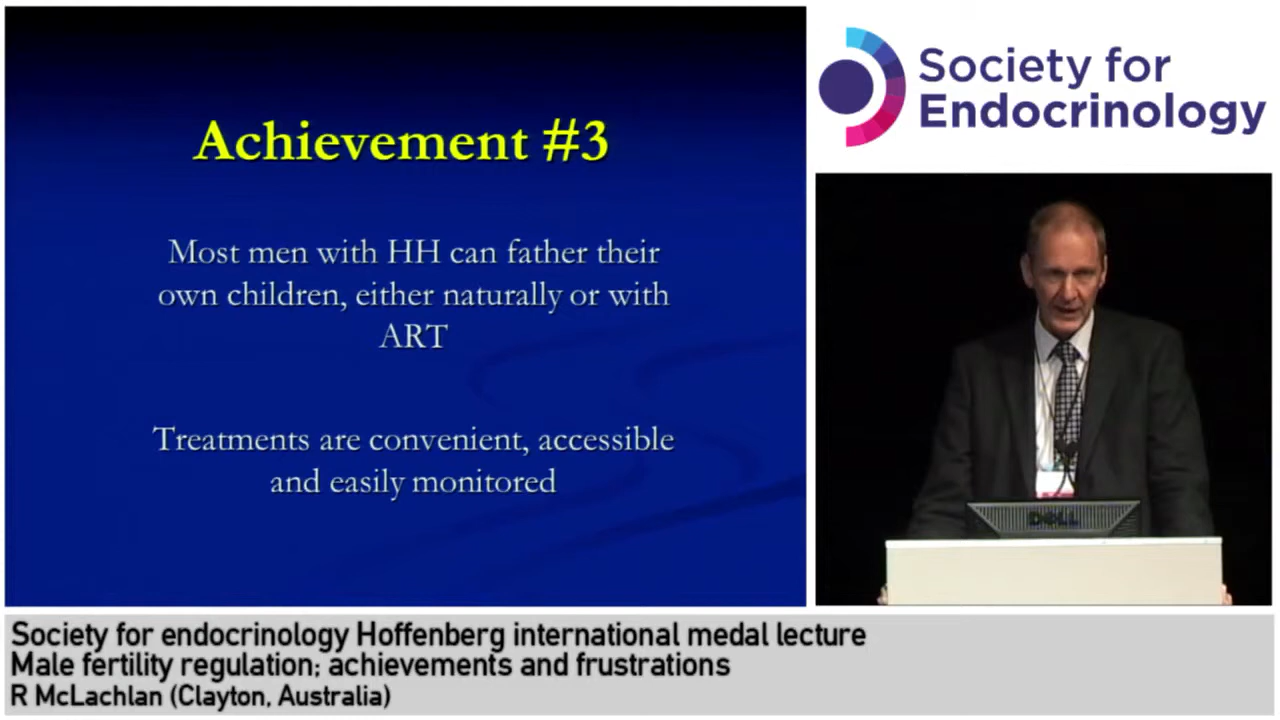 Achievement #3
Most men with HH can father their
own children, either naturally or with
ART
Treatments are convenient, accessible
and easily monitored
Society for
Endocrinology
DELL
Society for endocrinology Hoffenberg international medal lecture
Male fertility regulation; achievements and frustrations
R McLachlan (Clayton, Australia)